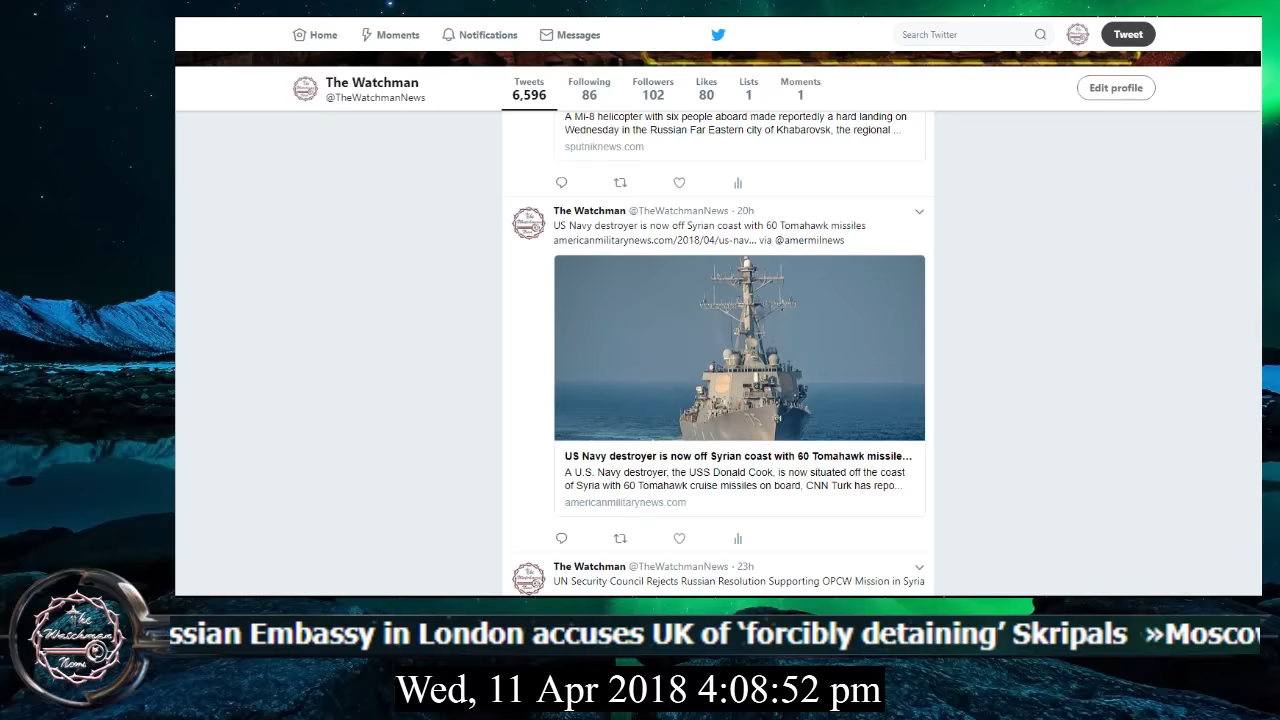 Home Moments Notifications Messages Search Twitter Tweet
The Watchman
@TheWatchmanNews
Tweets Following Followers Likes Lists Moments
6,596 86 102 80 1 1
Edit profile
A Mi-8 helicopter with six people aboard made reportedly a hard landing on
Wednesday in the Russian Far Eastern city of Khabarovsk, the regional ...
sputniknews.com
The Watchman @TheWatchmanNews · 20h
US Navy destroyer is now off Syrian coast with 60 Tomahawk missiles
americanmilitarynews.com/2018/04/us-nav... via @amermilnews
US Navy destroyer is now off Syrian coast with 60 Tomahawk missile...
A U.S. Navy destroyer, the USS Donald Cook, is now situated off the coast
of Syria with 60 Tomahawk cruise missiles on board, CNN Turk has repo...
americanmilitarynews.com
The Watchman @TheWatchmanNews · 23h
UN Security Council Rejects Russian Resolution Supporting OPCW Mission in Syria
The
Watchman
News
ssian Embassy in London accuses UK of ‘forcibly detaining’ Skripals »Moscow
Wed, 11 Apr 2018 4:08:52 pm